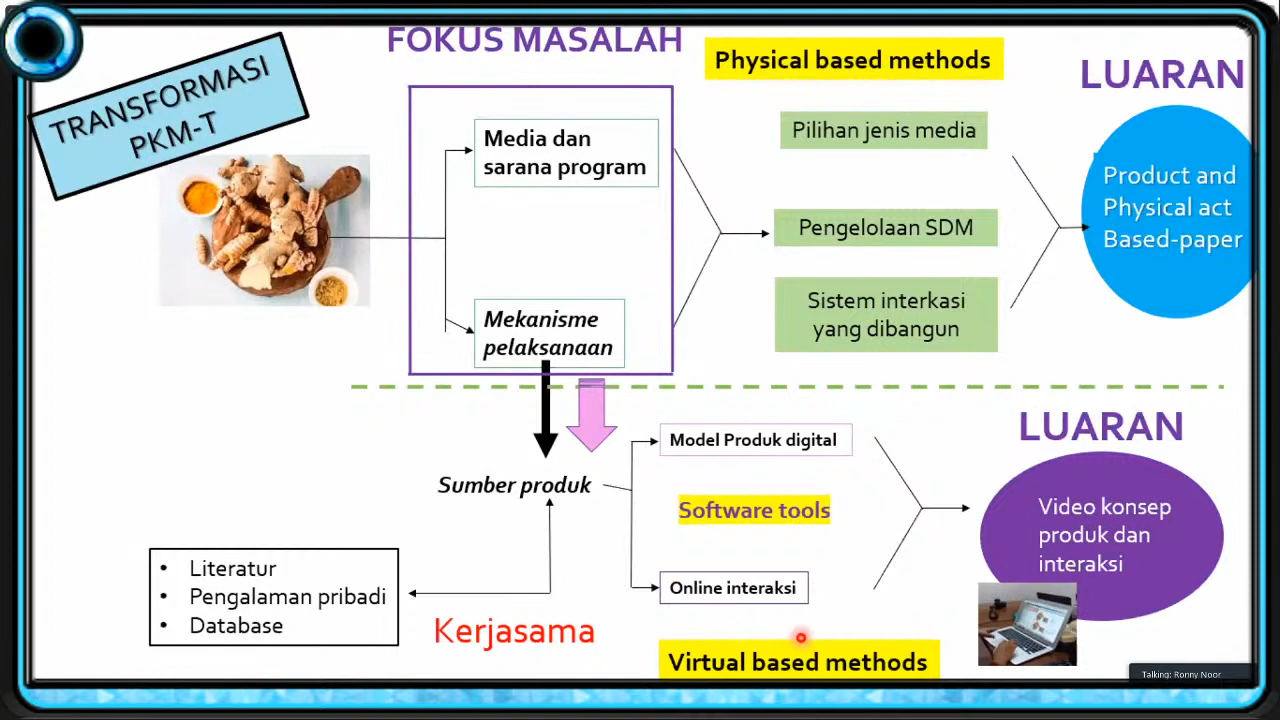 TRANSFORMASI
PKM-T
FOKUS MASALAH
Physical based methods
LUARAN
Media dan
sarana program
Pilihan jenis media
Product and
Physical act
Based-paper
Pengelolaan SDM
Mekanisme
pelaksanaan
Sistem interkasi
yang dibangun
LUARAN
Model Produk digital
Sumber produk
Software tools
Video konsep
produk dan
interaksi
Online interaksi
• Literatur
• Pengalaman pribadi
• Database
Kerjasama
Virtual based methods
Talking: Ronny Noor